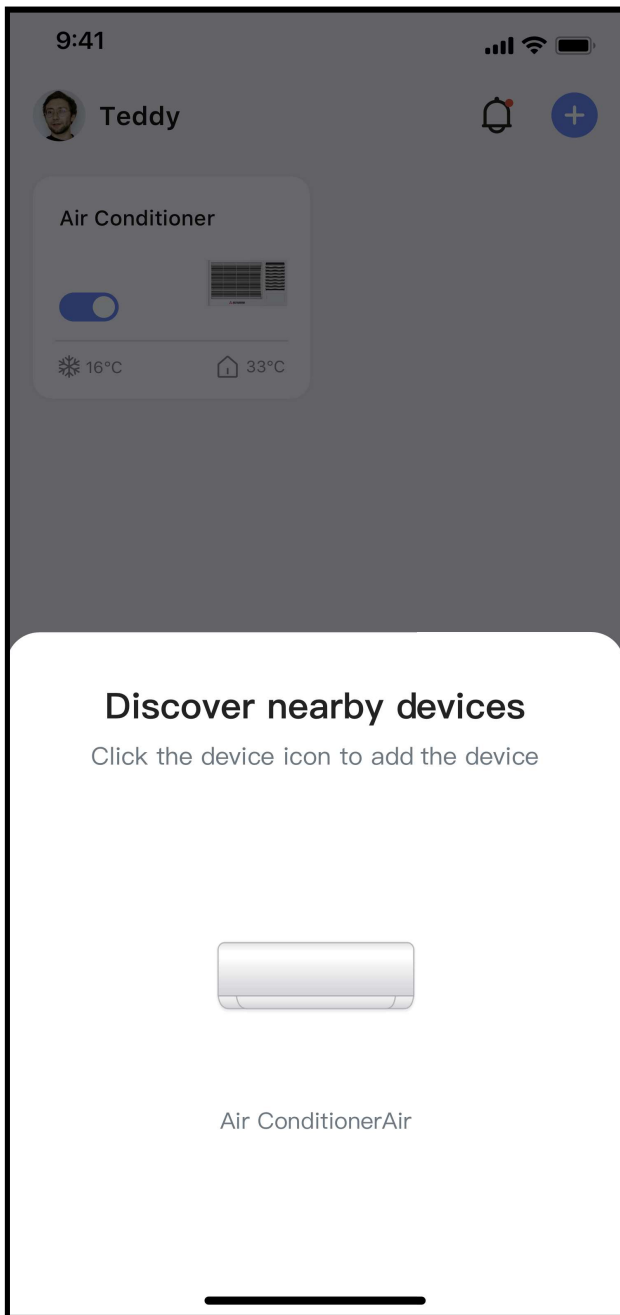 9:41
Teddy
Air Conditioner
16°C 33°C
Discover nearby devices
Click the device icon to add the device
Air ConditionerAir